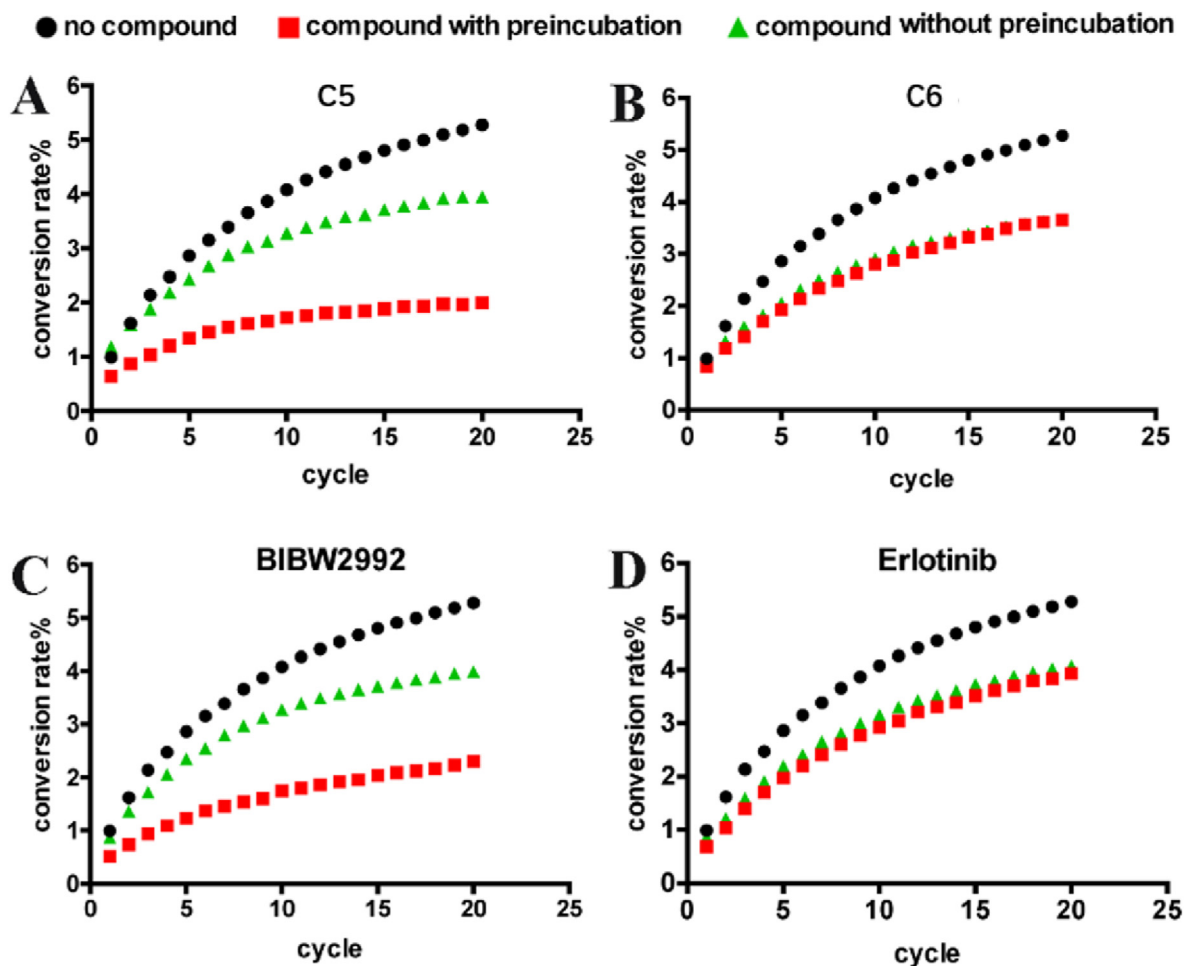 no compound compound with preincubation compound without preincubation
A
C5
6
5
4
3
2
1
0
conversion rate%
0 5 10 15 20 25
cycle
B
C6
6
5
4
3
2
1
0
conversion rate%
0 5 10 15 20 25
cycle
C
BIBW2992
6
5
4
3
2
1
0
conversion rate%
0 5 10 15 20 25
cycle
D
Erlotinib
6
5
4
3
2
1
0
conversion rate%
0 5 10 15 20 25
cycle